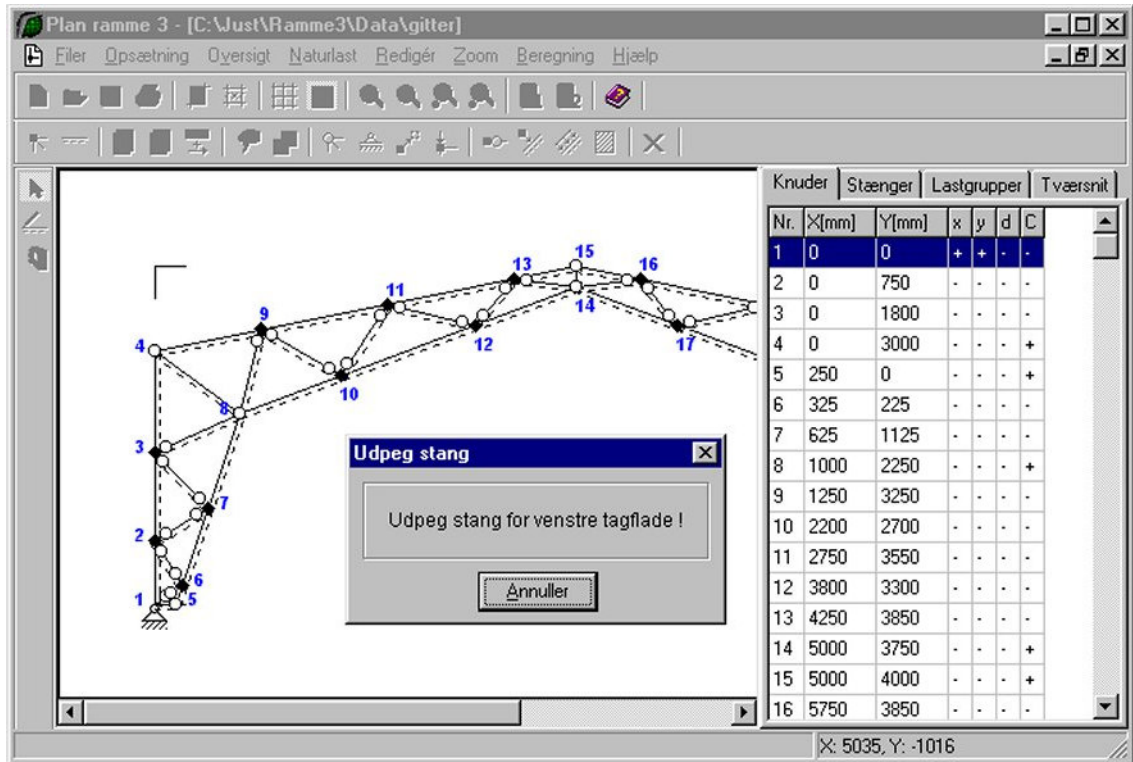 Plan ramme 3 - [C:\Just\Ramme3\Data\gitter]
Filer Opsætning Oversigt Naturlast Redigér Zoom Beregning Hjælp
Knuder Stænger Lastgrupper Tværsnit
Nr. X[mm] Y[mm] x y d C
1 0 0 + + - -
2 0 750 - - - -
3 0 1800 - - - -
4 0 3000 - - - +
5 250 0 - - - +
6 325 225 - - - -
7 625 1125 - - - -
8 1000 2250 - - - +
9 1250 3250 - - - -
10 2200 2700 - - - -
11 2750 3550 - - - -
12 3800 3300 - - - -
13 4250 3850 - - - -
14 5000 3750 - - - +
15 5000 4000 - - - +
16 5750 3850 - - - -
15
13
16
11
9
14
4
12
17
10
8
3
7
2
6
1
5
Udpeg stang
Udpeg stang for venstre tagflade !
Annuller
X: 5035, Y: -1016